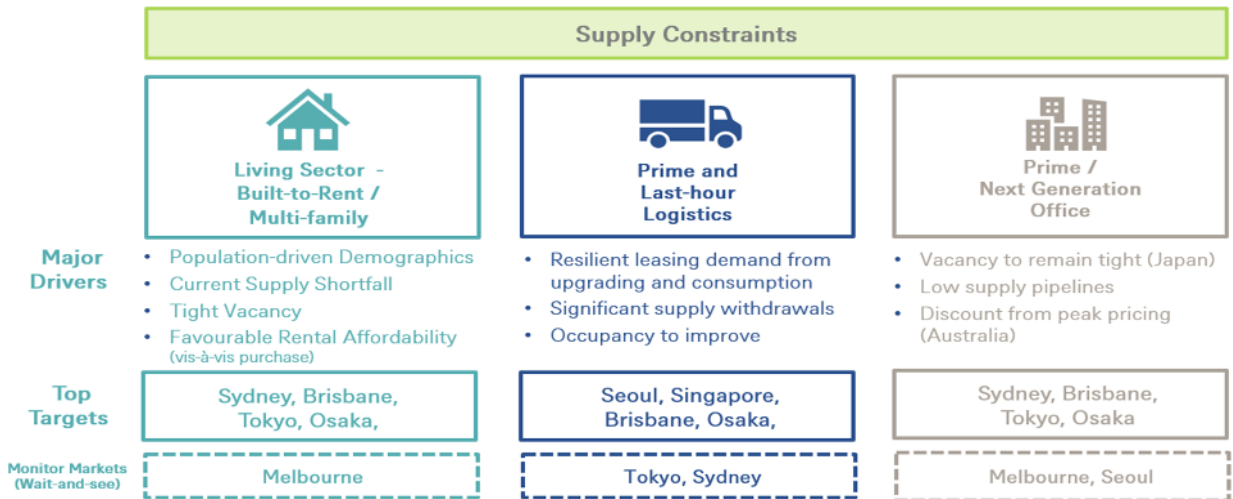 Supply Constraints
Living Sector -
Built-to-Rent /
Multi-family
Prime and
Last-hour
Logistics
Prime /
Next Generation
Office
Major
Drivers
• Population-driven Demographics
• Current Supply Shortfall
• Tight Vacancy
• Favourable Rental Affordability
(vis-à-vis purchase)
• Resilient leasing demand from
upgrading and consumption
• Significant supply withdrawals
• Occupancy to improve
• Vacancy to remain tight (Japan)
• Low supply pipelines
• Discount from peak pricing
(Australia)
Top
Targets
Sydney, Brisbane,
Tokyo, Osaka,
Seoul, Singapore,
Brisbane, Osaka,
Sydney, Brisbane,
Tokyo, Osaka
Monitor Markets
(Wait-and-see)
Melbourne
Tokyo, Sydney
Melbourne, Seoul